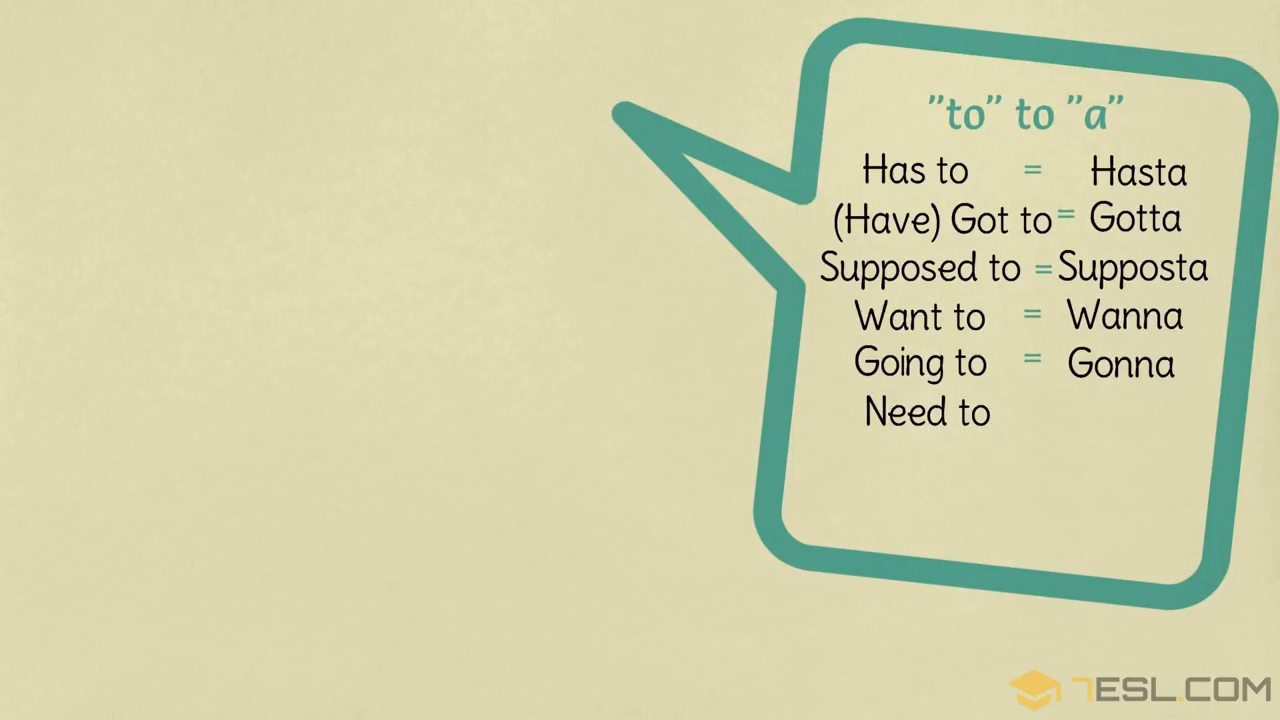 "to" to "a"
Has to = Hasta
(Have) Got to = Gotta
Supposed to = Supposta
Want to = Wanna
Going to = Gonna
Need to
7ESL.COM